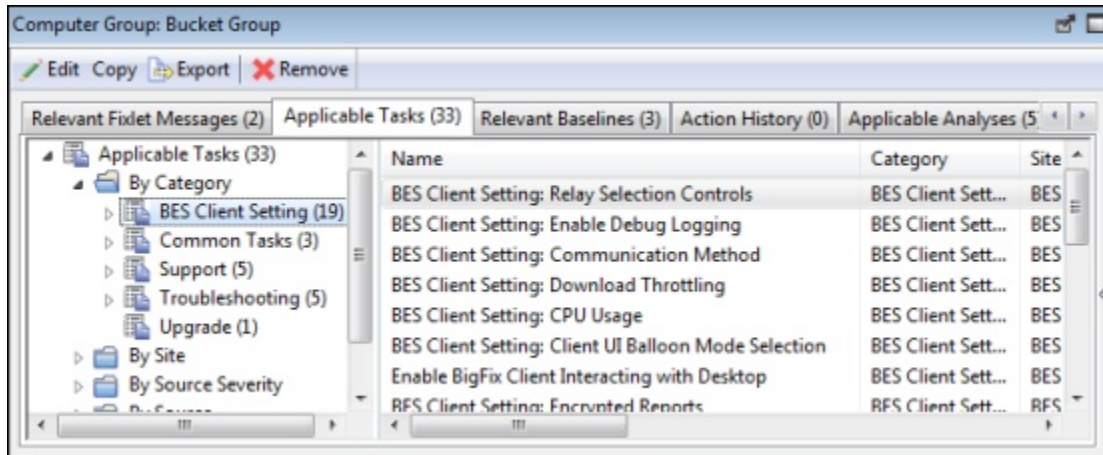 Computer Group: Bucket Group
Edit Copy Export Remove
Relevant Fixlet Messages (2) Applicable Tasks (33) Relevant Baselines (3) Action History (0) Applicable Analyses (5
Applicable Tasks (33)
By Category
BES Client Setting (19)
Common Tasks (3)
Support (5)
Troubleshooting (5)
Upgrade (1)
By Site
By Source Severity
By Source
Name Category Site
BES Client Setting: Relay Selection Controls BES Client Sett... BES
BES Client Setting: Enable Debug Logging BES Client Sett... BES
BES Client Setting: Communication Method BES Client Sett... BES
BES Client Setting: Download Throttling BES Client Sett... BES
BES Client Setting: CPU Usage BES Client Sett... BES
BES Client Setting: Client UI Balloon Mode Selection BES Client Sett... BES
Enable BigFix Client Interacting with Desktop BES Client Sett... BES
BES Client Setting: Encrypted Reports BES Client Sett... BES